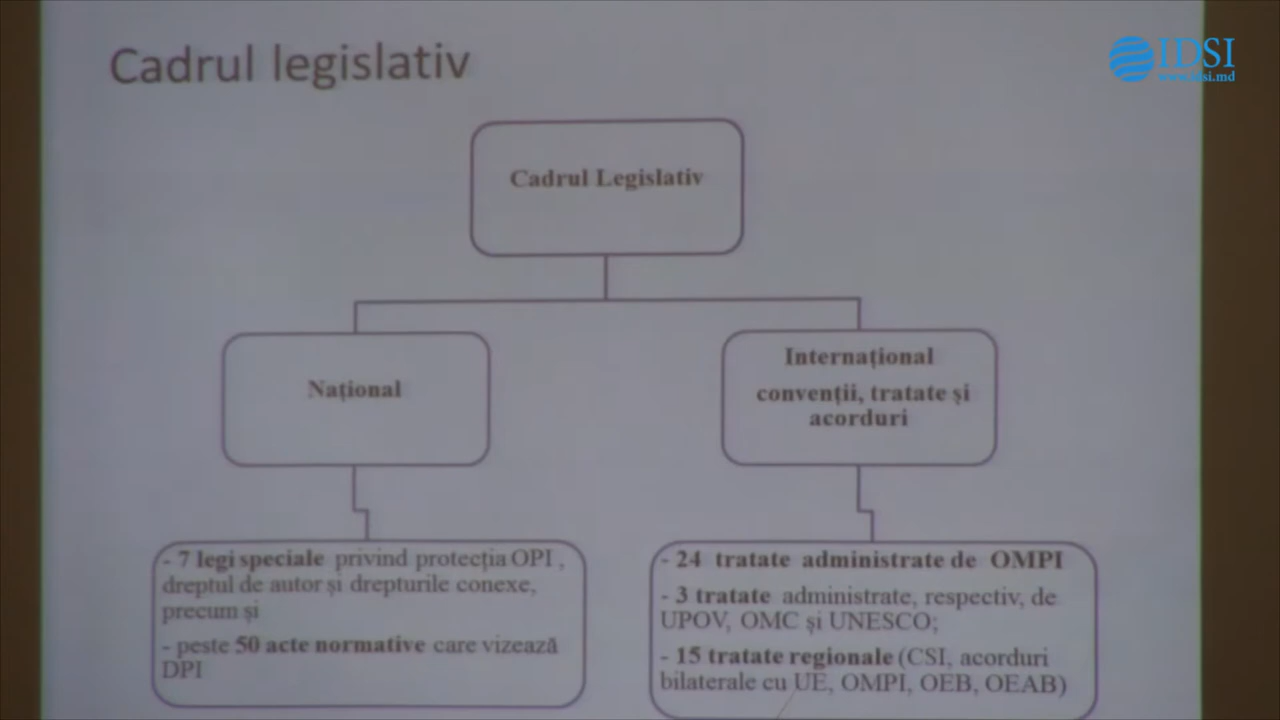 Cadrul legislativ
IDSI
www.idsi.md
Cadrul Legislativ
Național
Internațional
convenții, tratate și
acorduri
- 7 legi speciale privind protecția OPI ,
dreptul de autor și drepturile conexe,
precum și
- peste 50 acte normative care vizează
DPI
- 24 tratate administrate de OMPI
- 3 tratate administrate, respectiv, de
UPOV, OMC și UNESCO;
- 15 tratate regionale (CSI, acorduri
bilaterale cu UE, OMPI, OEB, OEAB)